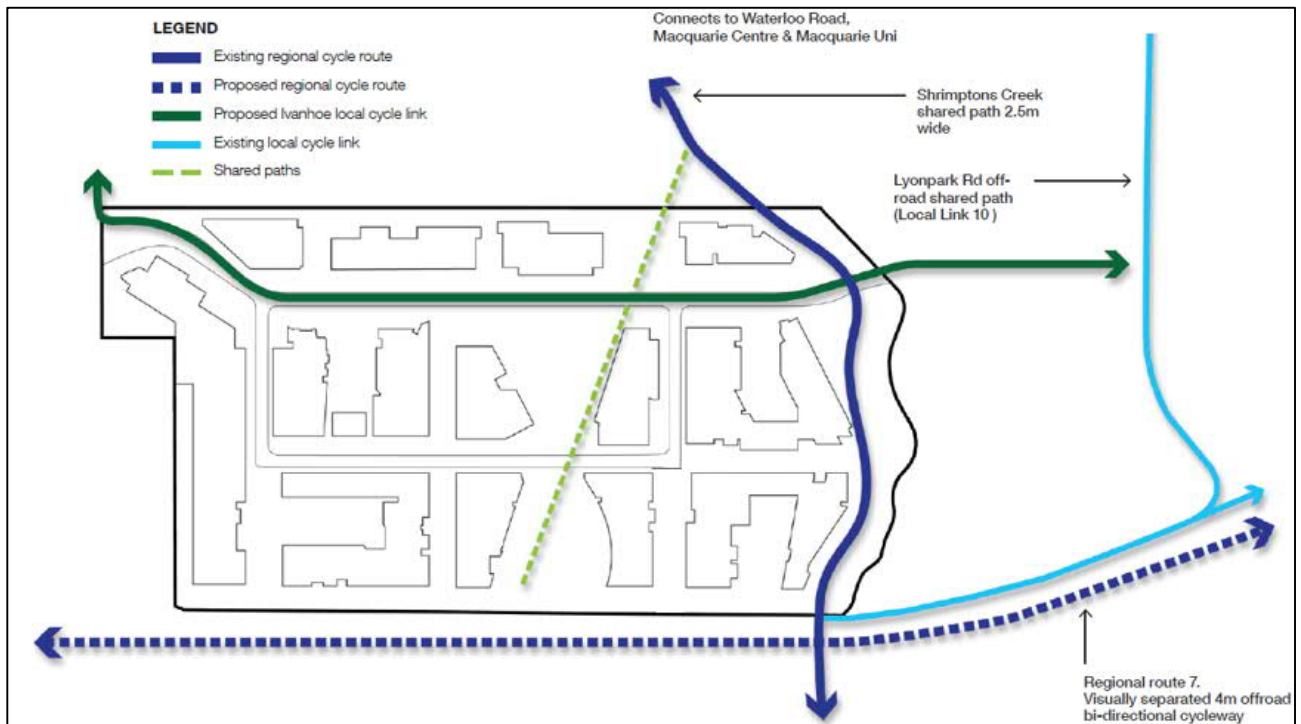 LEGEND
Existing regional cycle route
Proposed regional cycle route
Proposed Ivanhoe local cycle link
Existing local cycle link
Shared paths
Connects to Waterloo Road,
Macquarie Centre & Macquarie Uni
Shrimptons Creek
shared path 2.5m
wide
Lyonpark Rd off-
road shared path
(Local Link 10 )
Regional route 7.
Visually separated 4m offroad
bi-directional cycleway